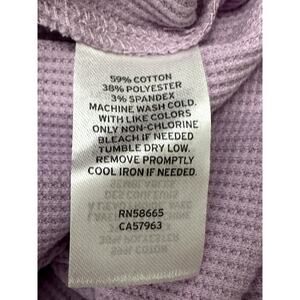 59% COTTON
38% POLYESTER
3% SPANDEX
MACHINE WASH COLD.
WITH LIKE COLORS
ONLY NON-CHLORINE
BLEACH IF NEEDED
TUMBLE DRY LOW.
REMOVE PROMPTLY
COOL IRON IF NEEDED.
RN58665
CA57963